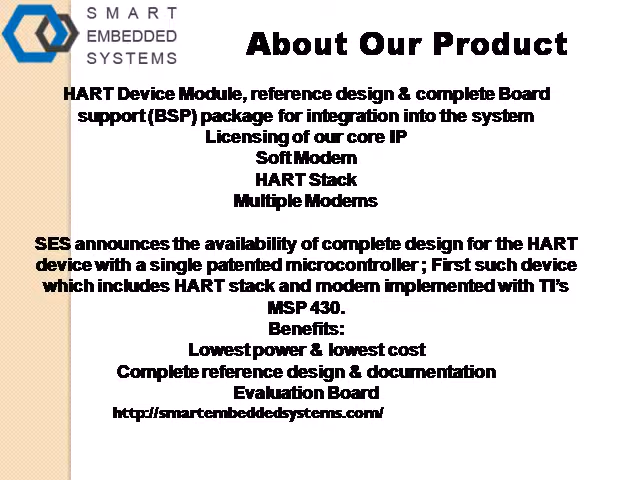 SMART
EMBEDDED
SYSTEMS
About Our Product
HART Device Module, reference design & complete Board
support (BSP) package for integration into the system
Licensing of our core IP
Soft Modem
HART Stack
Multiple Modems
SES announces the availability of complete design for the HART
device with a single patented microcontroller ; First such device
which includes HART stack and modem implemented with TI's
MSP 430.
Benefits:
Lowest power & lowest cost
Complete reference design & documentation
Evaluation Board
http://smartembeddedsystems.com/